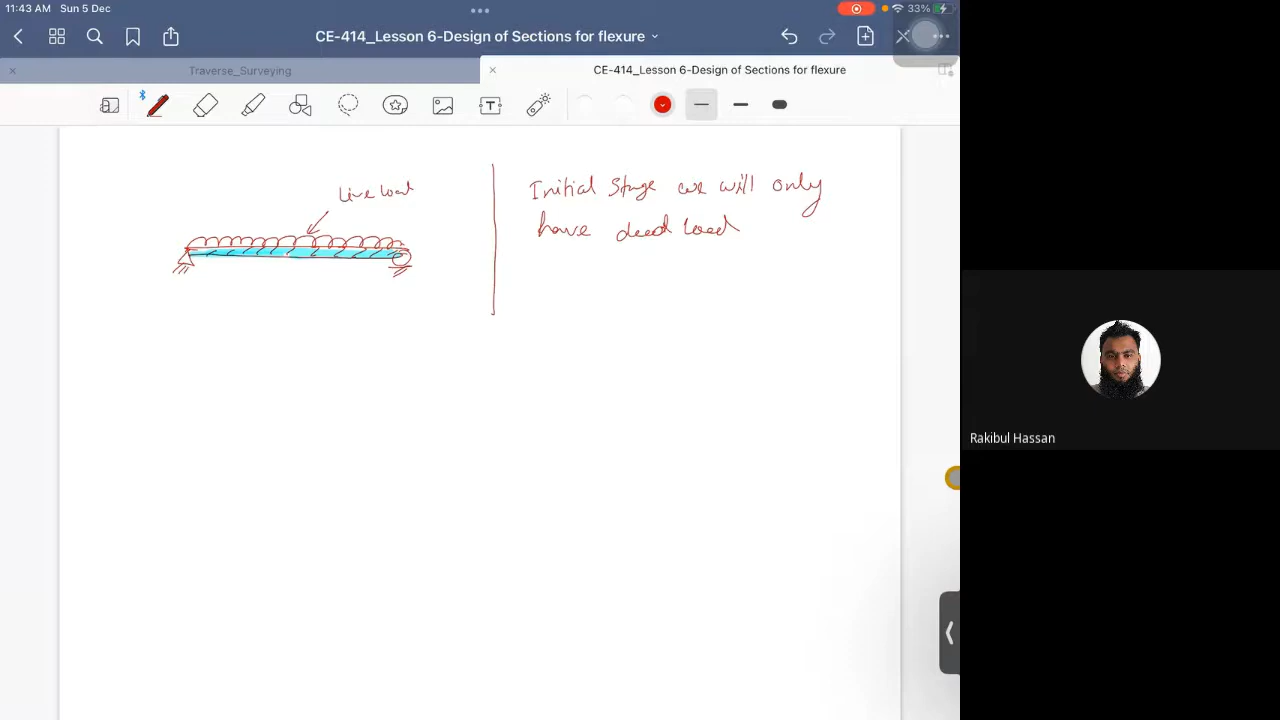 11:43 AM Sun 5 Dec
33%
CE-414_Lesson 6-Design of Sections for flexure
Traverse_Surveying
CE-414_Lesson 6-Design of Sections for flexure
Live load
Initial Stage we will only
have dead load
Rakibul Hassan